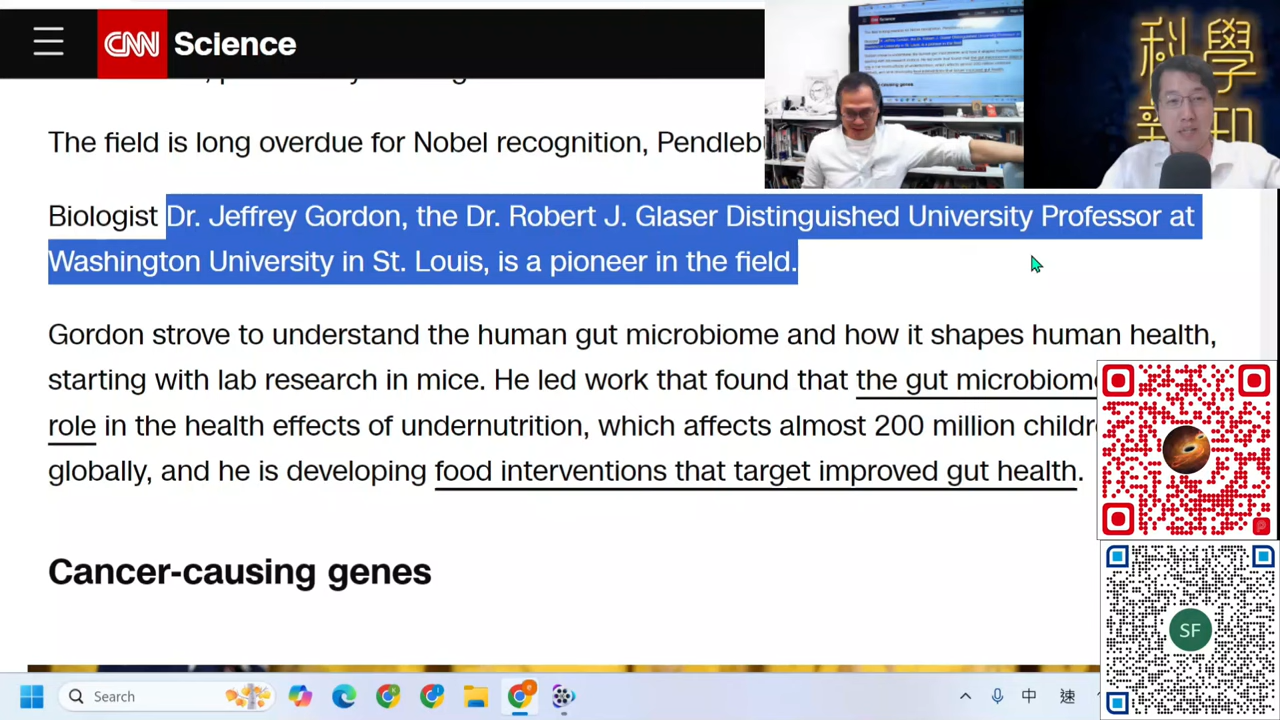 CNN Science
The field is long overdue for Nobel recognition,
Biologist Dr. Jeffrey Gordon, the Dr. Robert J. Glaser Distinguished University Professor at
Washington University in St. Louis, is a pioneer in the field.
Gordon strove to understand the human gut microbiome and how it shapes human health,
starting with lab research in mice. He led work that found that the gut microbiome
role in the health effects of undernutrition, which affects almost 200 million
globally, and he is developing food interventions that target improved gut health.
Cancer-causing genes
科學
新知
SF
Search
中
速